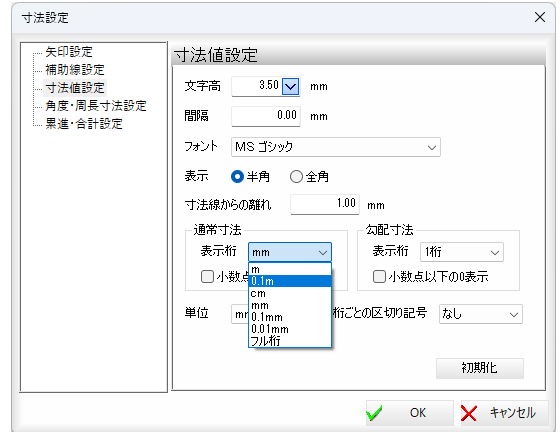 寸法設定
矢印設定
補助線設定
寸法値設定
角度・周長寸法設定
累進・合計設定
寸法値設定
文字高 3.50 mm
間隔 0.00 mm
フォント MS ゴシック
表示 半角 全角
寸法線からの離れ 1.00 mm
通常寸法
表示桁 mm
小数点
m
0.1m
cm
mm
0.1mm
0.01mm
フル桁
勾配寸法
表示桁 1桁
小数点以下の0表示
単位 桁ごとの区切り記号 なし
初期化
OK キャンセル